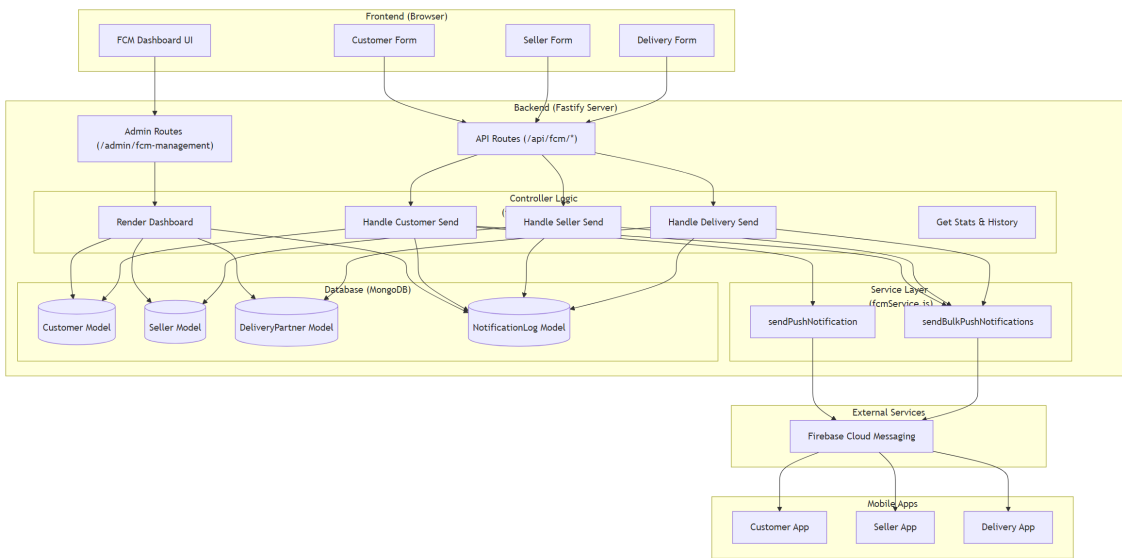 Frontend (Browser)
FCM Dashboard UI
Customer Form
Seller Form
Delivery Form
Backend (Fastify Server)
Admin Routes
(/admin/fcm-management)
API Routes (/api/fcm/*)
Controller Logic
(
Render Dashboard
Handle Customer Send
Handle Seller Send
Handle Delivery Send
Get Stats & History
Database (MongoDB)
Customer Model
Seller Model
DeliveryPartner Model
NotificationLog Model
Service Layer
(fcmService.js)
sendPushNotification
sendBulkPushNotifications
External Services
Firebase Cloud Messaging
Mobile Apps
Customer App
Seller App
Delivery App